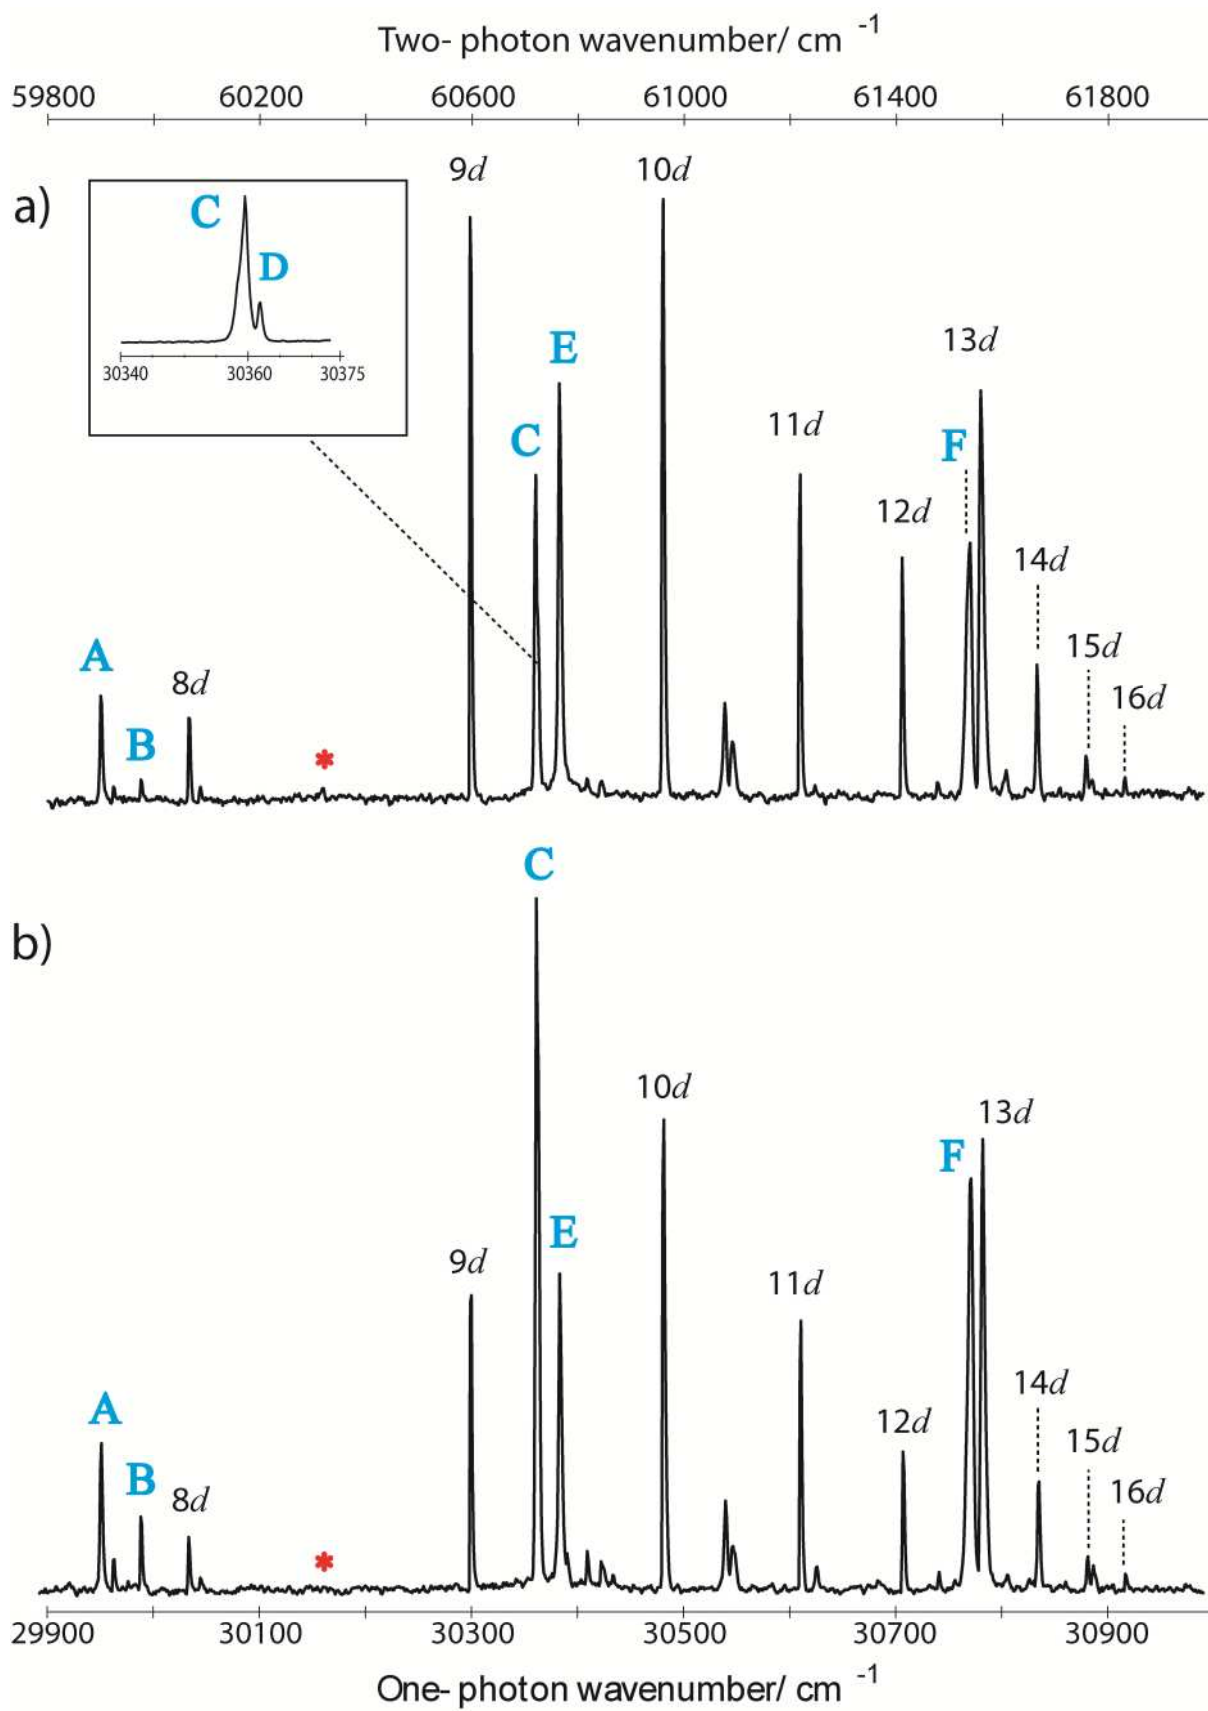 Two- photon wavenumber/ cm -1
59800 60200 60600 61000 61400 61800
a)
9d 10d
C
D
30340 30360 30375
E
13d
C
11d
F
12d
14d
A
8d
15d
B
16d
*
C
b)
10d
13d
F
E
9d
11d
A
14d
12d
15d
B
8d
16d
*
29900 30100 30300 30500 30700 30900
One- photon wavenumber/ cm -1